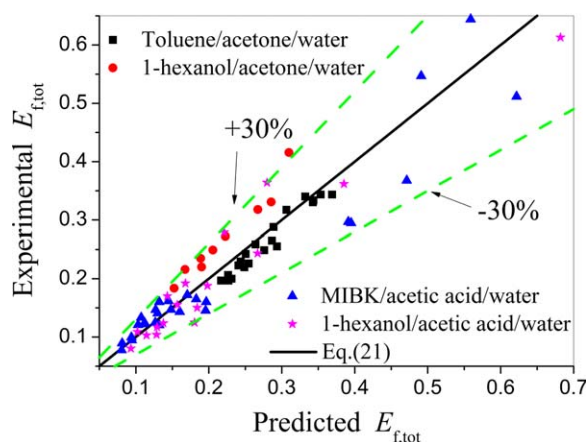 Toluene/acetone/water
1-hexanol/acetone/water
+30%
-30%
MIBK/acetic acid/water
1-hexanol/acetic acid/water
Eq.(21)
Experimental E_f,tot
0.6
0.5
0.4
0.3
0.2
0.1
0.1 0.2 0.3 0.4 0.5 0.6 0.7
Predicted E_f,tot